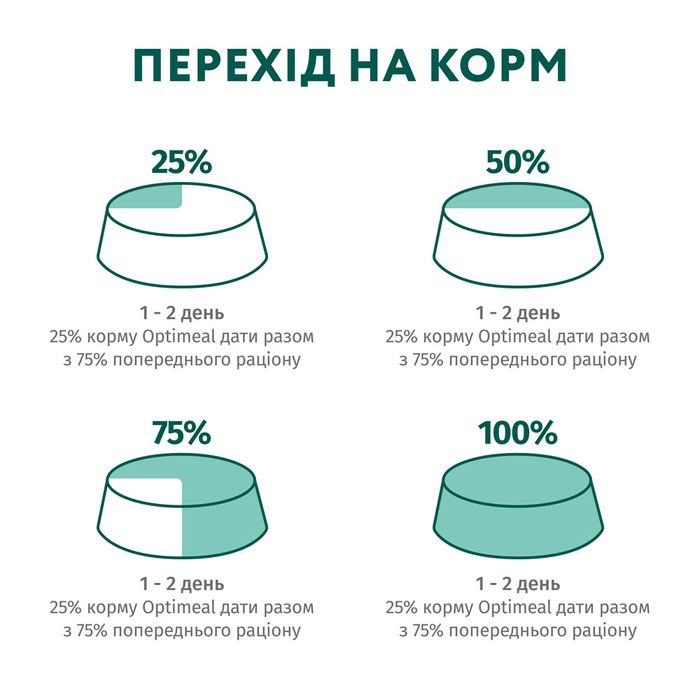 ПЕРЕХІД НА КОРМ
25%
1 - 2 день
25% корму Optimeal дати разом
з 75% попереднього раціону
50%
1 - 2 день
25% корму Optimeal дати разом
з 75% попереднього раціону
75%
1 - 2 день
25% корму Optimeal дати разом
з 75% попереднього раціону
100%
1 - 2 день
25% корму Optimeal дати разом
з 75% попереднього раціону